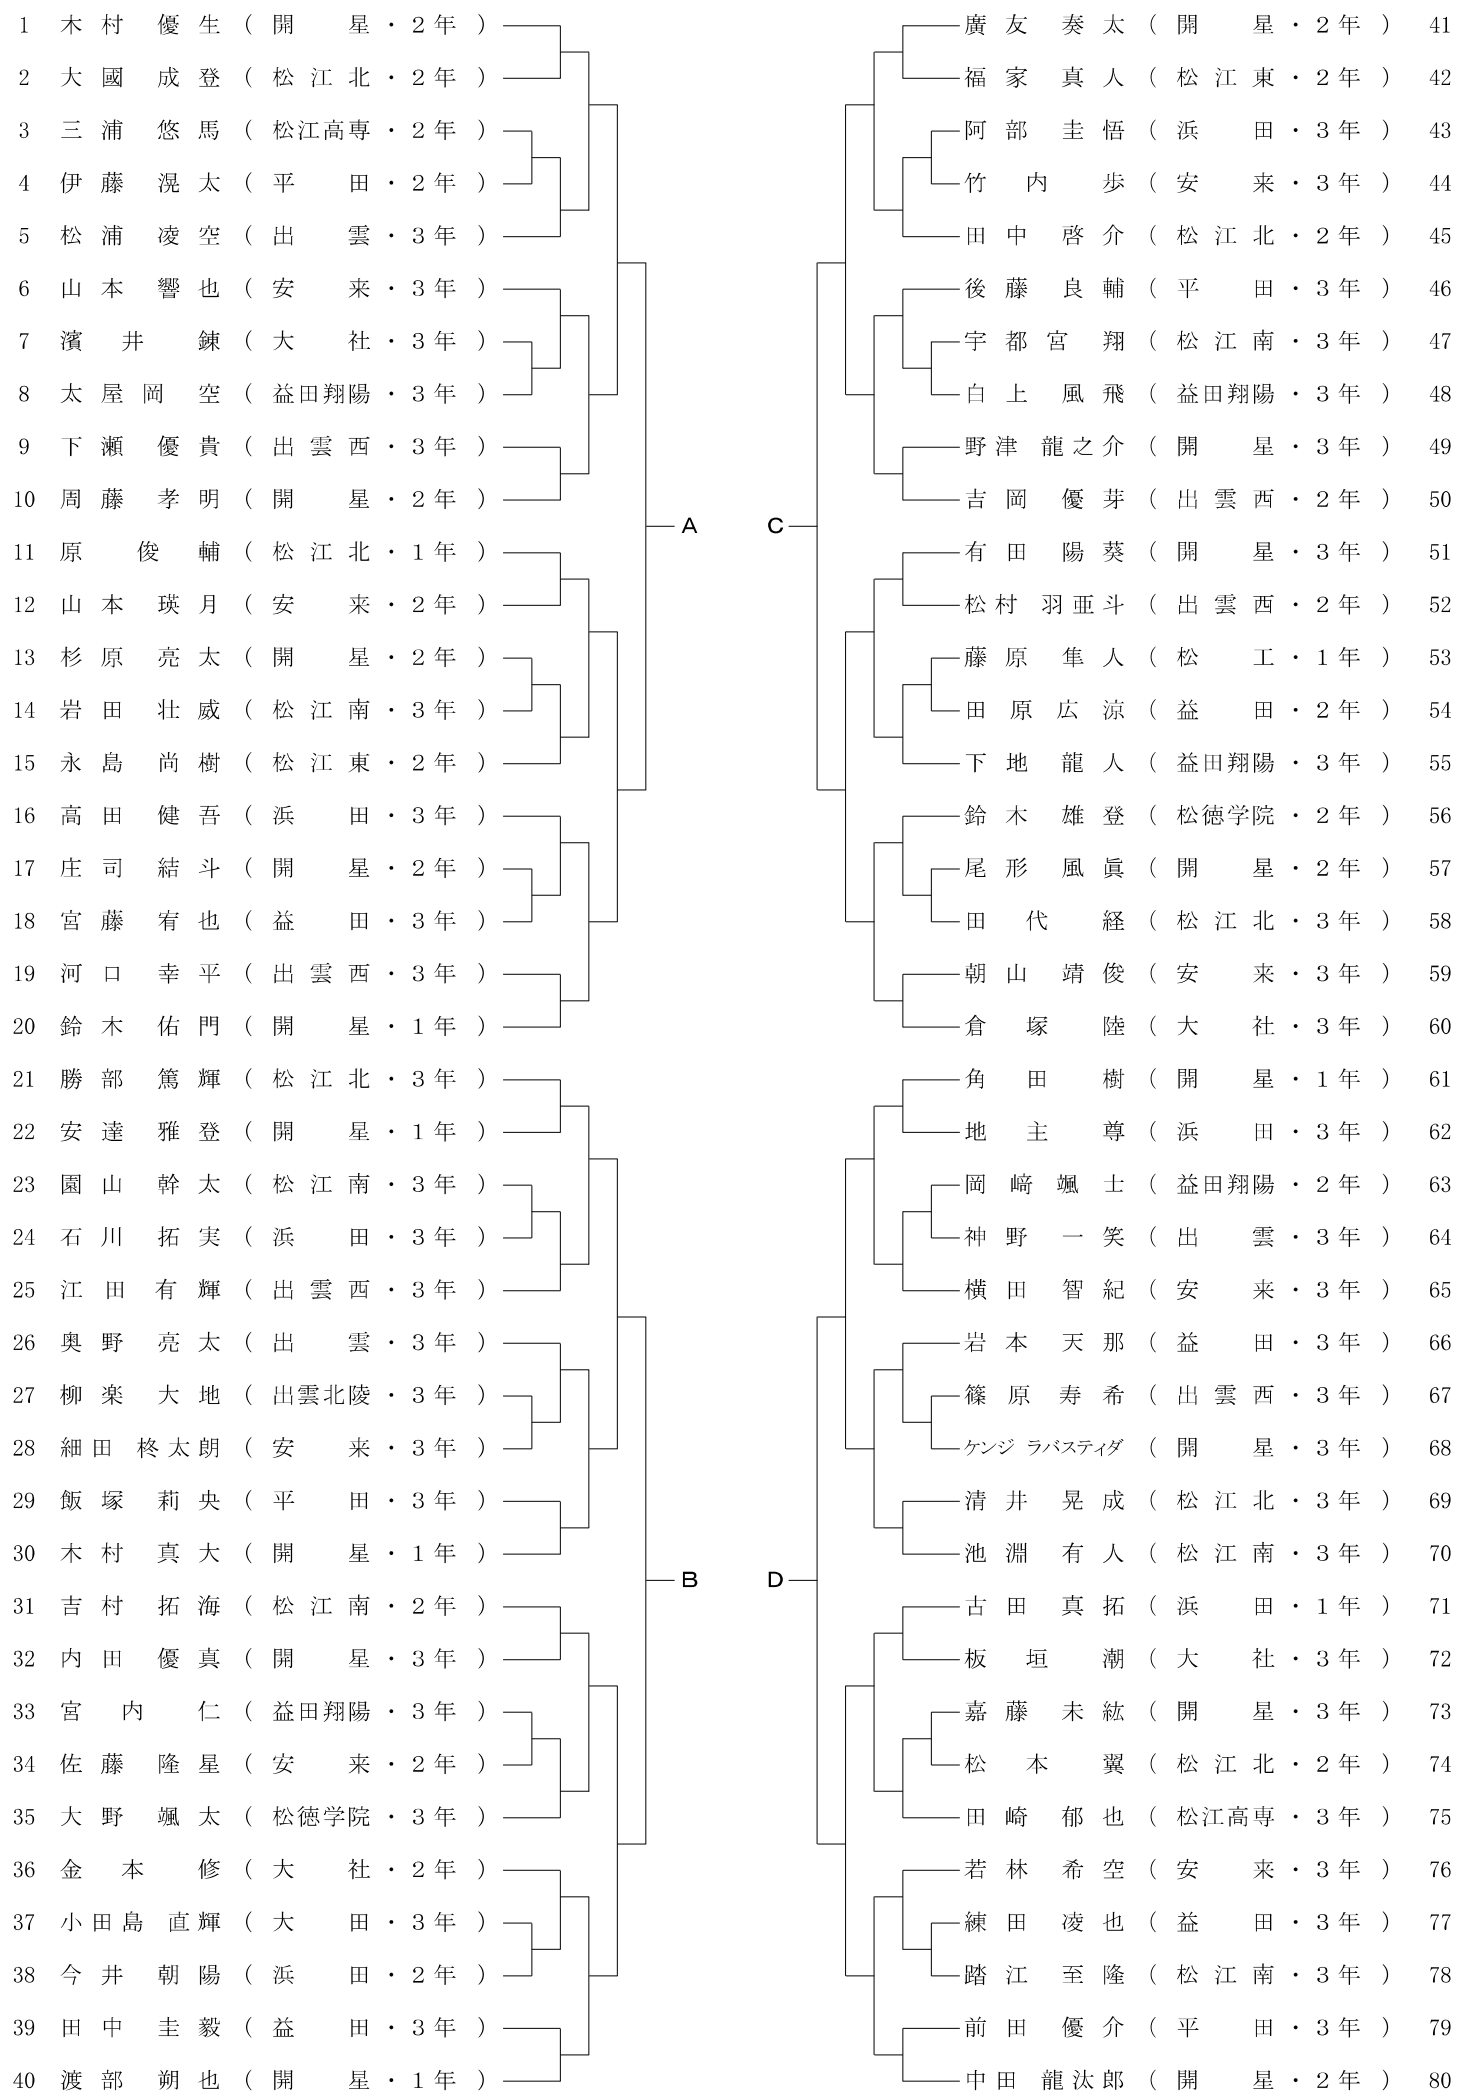 1 木村 優生 ( 開 星・2年 )
2 大國 成登 ( 松江北・2年 )
3 三浦 悠馬 ( 松江高専・2年 )
4 伊藤 滉太 ( 平 田・2年 )
5 松浦 凌空 ( 出 雲・3年 )
6 山本 響也 ( 安 来・3年 )
7 濱井 錬 ( 大 社・3年 )
8 太屋岡 空 ( 益田翔陽・3年 )
9 下瀬 優貴 ( 出雲西・3年 )
10 周藤 孝明 ( 開 星・2年 )
11 原 俊輔 ( 松江北・1年 )
12 山本 瑛月 ( 安 来・2年 )
13 杉原 亮太 ( 開 星・2年 )
14 岩田 壮威 ( 松江南・3年 )
15 永島 尚樹 ( 松江東・2年 )
16 高田 健吾 ( 浜 田・3年 )
17 庄司 結斗 ( 開 星・2年 )
18 宮藤 宥也 ( 益 田・3年 )
19 河口 幸平 ( 出雲西・3年 )
20 鈴木 佑門 ( 開 星・1年 )
21 勝部 篤輝 ( 松江北・3年 )
22 安達 雅登 ( 開 星・1年 )
23 園山 幹太 ( 松江南・3年 )
24 石川 拓実 ( 浜 田・3年 )
25 江田 有輝 ( 出雲西・3年 )
26 奥野 亮太 ( 出 雲・3年 )
27 柳楽 大地 ( 出雲北陵・3年 )
28 細田 柊太朗 ( 安 来・3年 )
29 飯塚 莉央 ( 平 田・3年 )
30 木村 真大 ( 開 星・1年 )
31 吉村 拓海 ( 松江南・2年 )
32 内田 優真 ( 開 星・3年 )
33 宮内 仁 ( 益田翔陽・3年 )
34 佐藤 隆星 ( 安 来・2年 )
35 大野 颯太 ( 松徳学院・3年 )
36 金本 修 ( 大 社・2年 )
37 小田島 直輝 ( 大 田・3年 )
38 今井 朝陽 ( 浜 田・2年 )
39 田中 圭毅 ( 益 田・3年 )
40 渡部 朔也 ( 開 星・1年 )
A
B
C
D
廣友 奏太 ( 開 星・2年 ) 41
福家 真人 ( 松江東・2年 ) 42
阿部 圭悟 ( 浜 田・3年 ) 43
竹内 歩 ( 安 来・3年 ) 44
田中 啓介 ( 松江北・2年 ) 45
後藤 良輔 ( 平 田・3年 ) 46
宇都宮 翔 ( 松江南・3年 ) 47
白上 風飛 ( 益田翔陽・3年 ) 48
野津 龍之介 ( 開 星・3年 ) 49
吉岡 優芽 ( 出雲西・2年 ) 50
有田 陽葵 ( 開 星・3年 ) 51
松村 羽亜斗 ( 出雲西・2年 ) 52
藤原 隼人 ( 松 工・1年 ) 53
田原広涼 ( 益 田・2年 ) 54
下地 龍人 ( 益田翔陽・3年 ) 55
鈴木 雄登 ( 松徳学院・2年 ) 56
尾形 風眞 ( 開 星・2年 ) 57
田代 経 ( 松江北・3年 ) 58
朝山 靖俊 ( 安 来・3年 ) 59
倉塚 陸 ( 大 社・3年 ) 60
角田 樹 ( 開 星・1年 ) 61
地主 尊 ( 浜 田・3年 ) 62
岡﨑颯士 ( 益田翔陽・2年 ) 63
神野 一笑 ( 出 雲・3年 ) 64
横田 智紀 ( 安 来・3年 ) 65
岩本 天那 ( 益 田・3年 ) 66
篠原寿希 ( 出雲西・3年 ) 67
ケンジ ラバスティダ ( 開 星・3年 ) 68
清井 晃成 ( 松江北・3年 ) 69
池淵 有人 ( 松江南・3年 ) 70
古田 真拓 ( 浜 田・1年 ) 71
板垣 潮 ( 大 社・3年 ) 72
嘉藤 未紘 ( 開 星・3年 ) 73
松本 翼 ( 松江北・2年 ) 74
田崎 郁也 ( 松江高専・3年 ) 75
若林 希空 ( 安 来・3年 ) 76
練田 凌也 ( 益 田・3年 ) 77
踏江 至隆 ( 松江南・3年 ) 78
前田 優介 ( 平 田・3年 ) 79
中田 龍汰郎 ( 開 星・2年 ) 80